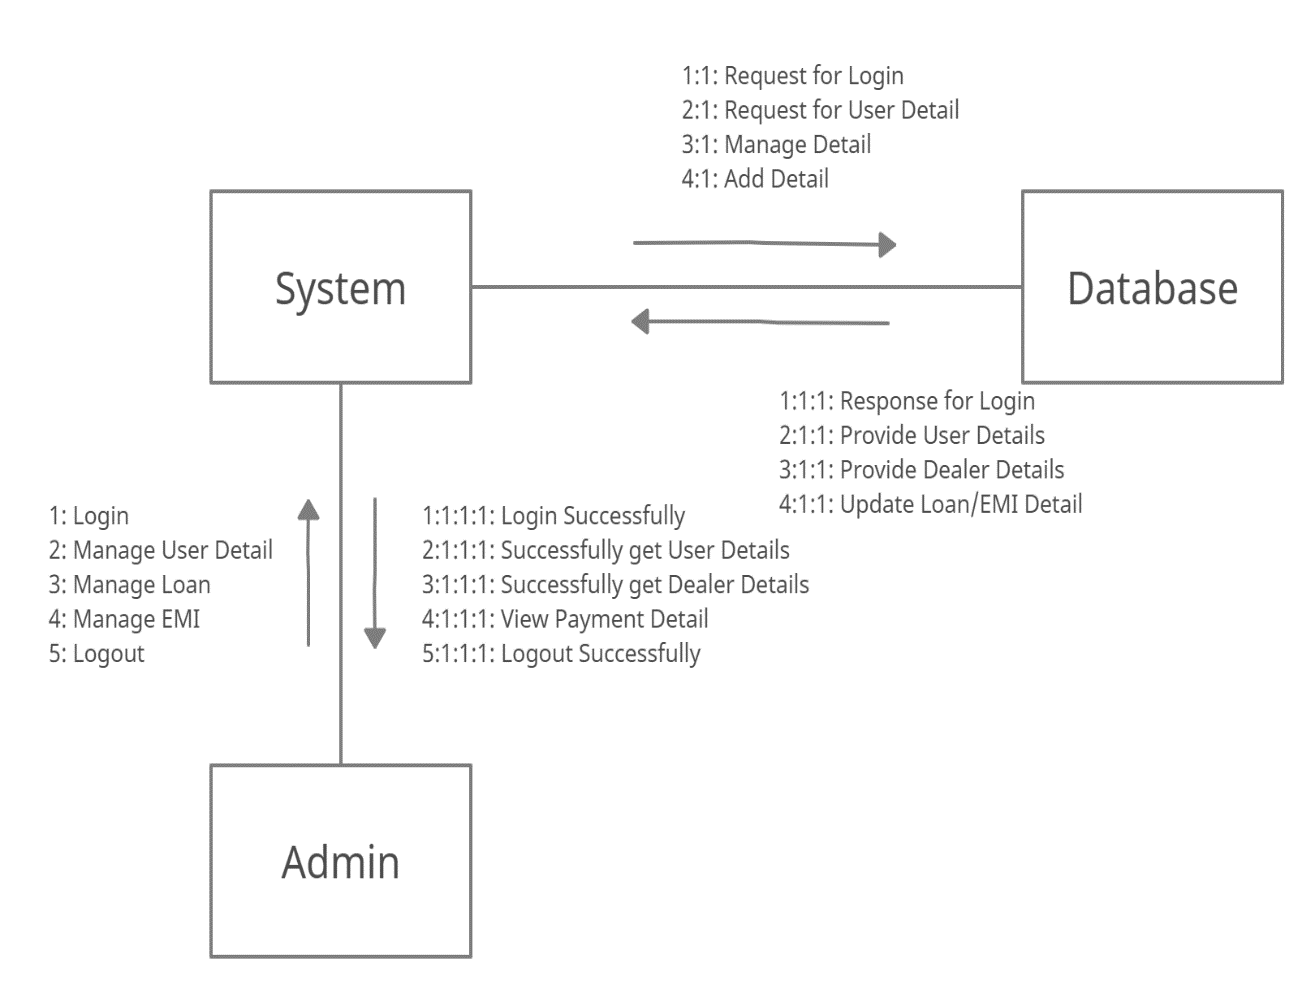 1:1: Request for Login
2:1: Request for User Detail
3:1: Manage Detail
4:1: Add Detail
System
Database
1:1:1: Response for Login
2:1:1: Provide User Details
3:1:1: Provide Dealer Details
4:1:1: Update Loan/EMI Detail
1: Login
2: Manage User Detail
3: Manage Loan
4: Manage EMI
5: Logout
1:1:1:1: Login Successfully
2:1:1:1: Successfully get User Details
3:1:1:1: Successfully get Dealer Details
4:1:1:1: View Payment Detail
5:1:1:1: Logout Successfully
Admin